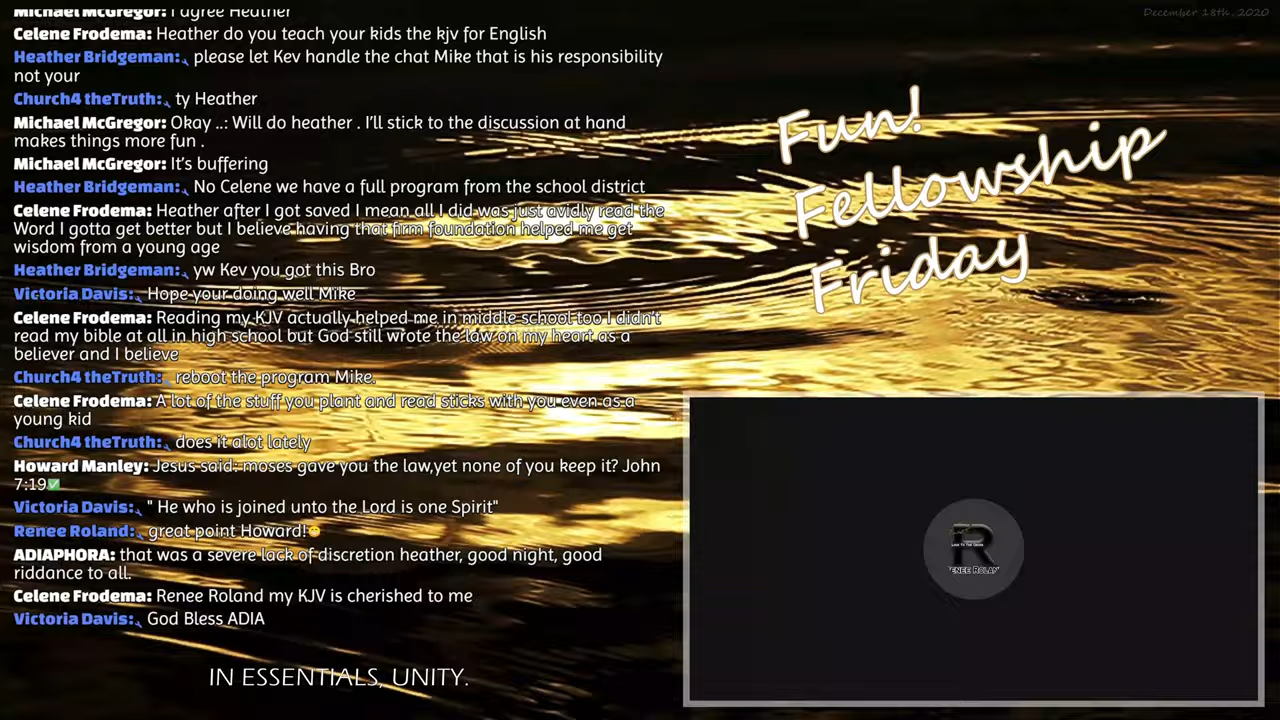 Michael McGregor: I agree Heather
Celene Frodema: Heather do you teach your kids the kjv for English
Heather Bridgeman: please let Kev handle the chat Mike that is his responsibility
not your
Church4 theTruth: ty Heather
Michael McGregor: Okay ..: Will do heather . I’ll stick to the discussion at hand
makes things more fun .
Michael McGregor: It’s buffering
Heather Bridgeman: No Celene we have a full program from the school district
Celene Frodema: Heather after I got saved I mean all I did was just avidly read the
Word I gotta get better but I believe having that firm foundation helped me get
wisdom from a young age
Heather Bridgeman: yw Kev you got this Bro
Victoria Davis: Hope your doing well Mike
Celene Frodema: Reading my KJV actually helped me in middle school too I didn’t
read my bible at all in high school but God still wrote the law on my heart as a
believer and I believe
Church4 theTruth: reboot the program Mike.
Celene Frodema: A lot of the stuff you plant and read sticks with you even as a
young kid
Church4 theTruth: does it alot lately
Howard Manley: Jesus said: moses gave you the law,yet none of you keep it? John
7:19✅
Victoria Davis: " He who is joined unto the Lord is one Spirit"
Renee Roland: great point Howard!
ADIAPHORA: that was a severe lack of discretion heather, good night, good
riddance to all.
Celene Frodema: Renee Roland my KJV is cherished to me
Victoria Davis: God Bless ADIA
IN ESSENTIALS, UNITY.
December 18th, 2020
Fun!
Fellowship
Friday
R